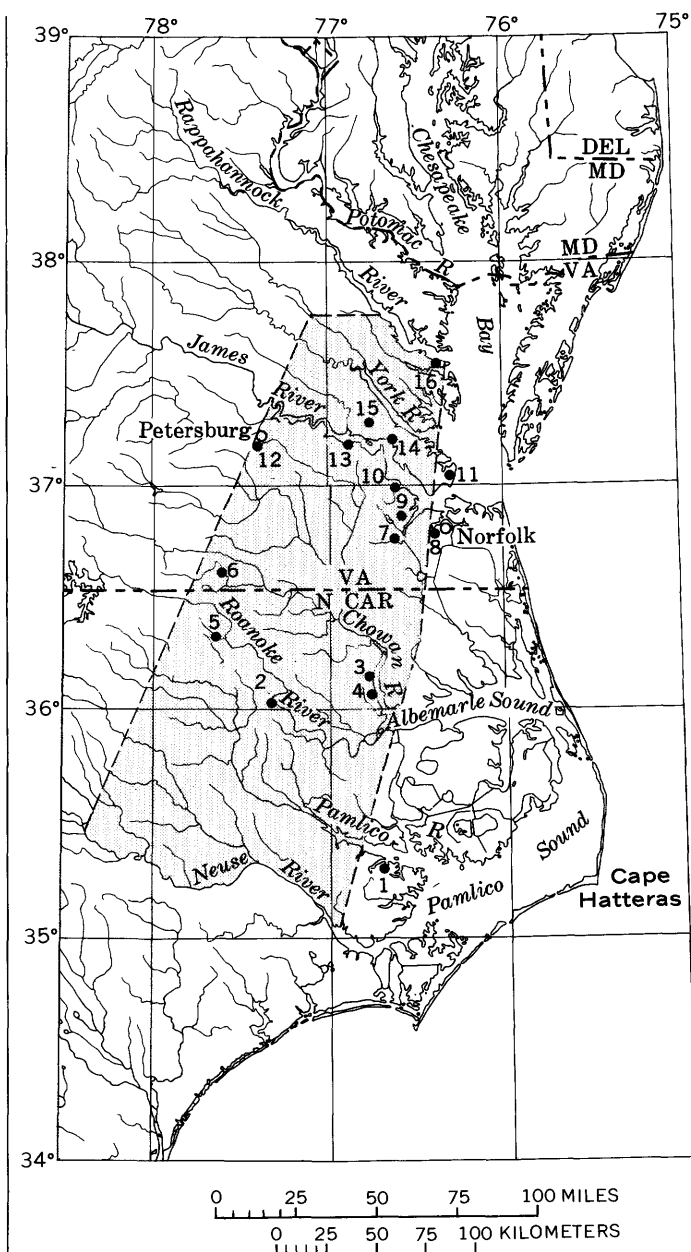 78° 77° 76° 75°
39°
Rappahannock
Chesapeake
DEL
MD
Potomac
R
MD
VA
38°
River
Bay
James
York R
16
River
15
Petersburg
12
13
14
10
11
37°
9
7
8
Norfolk
6
VA
N CAR
Roanoke
Chowan
R
5
3
4
2
River
36°
Albemarle Sound
Pamlico
R
Sound
Neuse
River
1
Pamlico
Cape
Hatteras
35°
34°
0 25 50 75 100 MILES
0 25 50 75 100 KILOMETERS